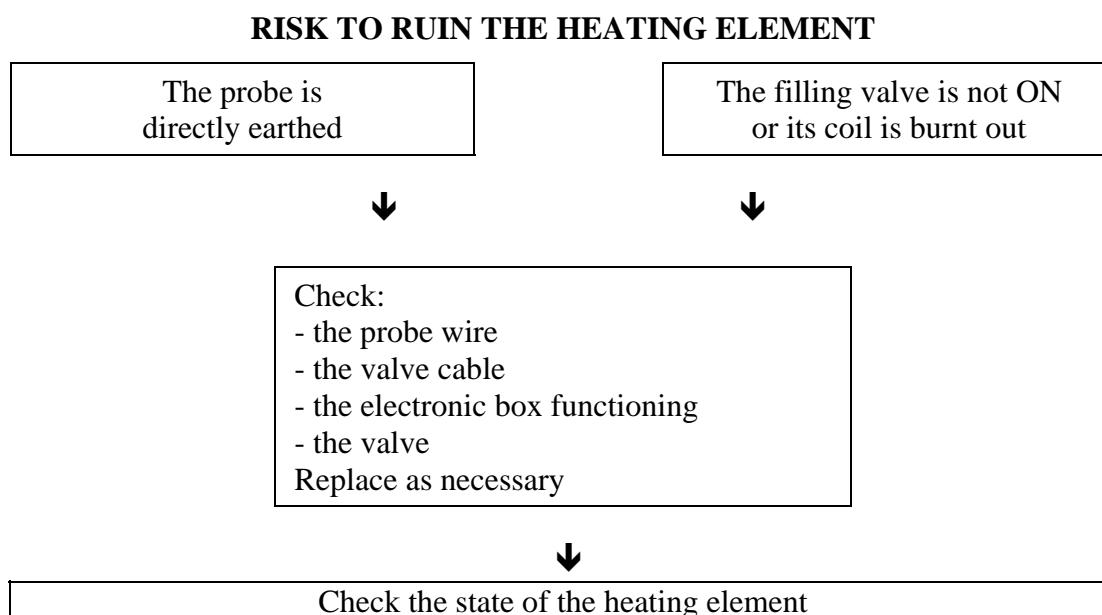 RISK TO RUIN THE HEATING ELEMENT
The probe is
directly earthed
The filling valve is not ON
or its coil is burnt out
Check:
- the probe wire
- the valve cable
- the electronic box functioning
- the valve
Replace as necessary
Check the state of the heating element